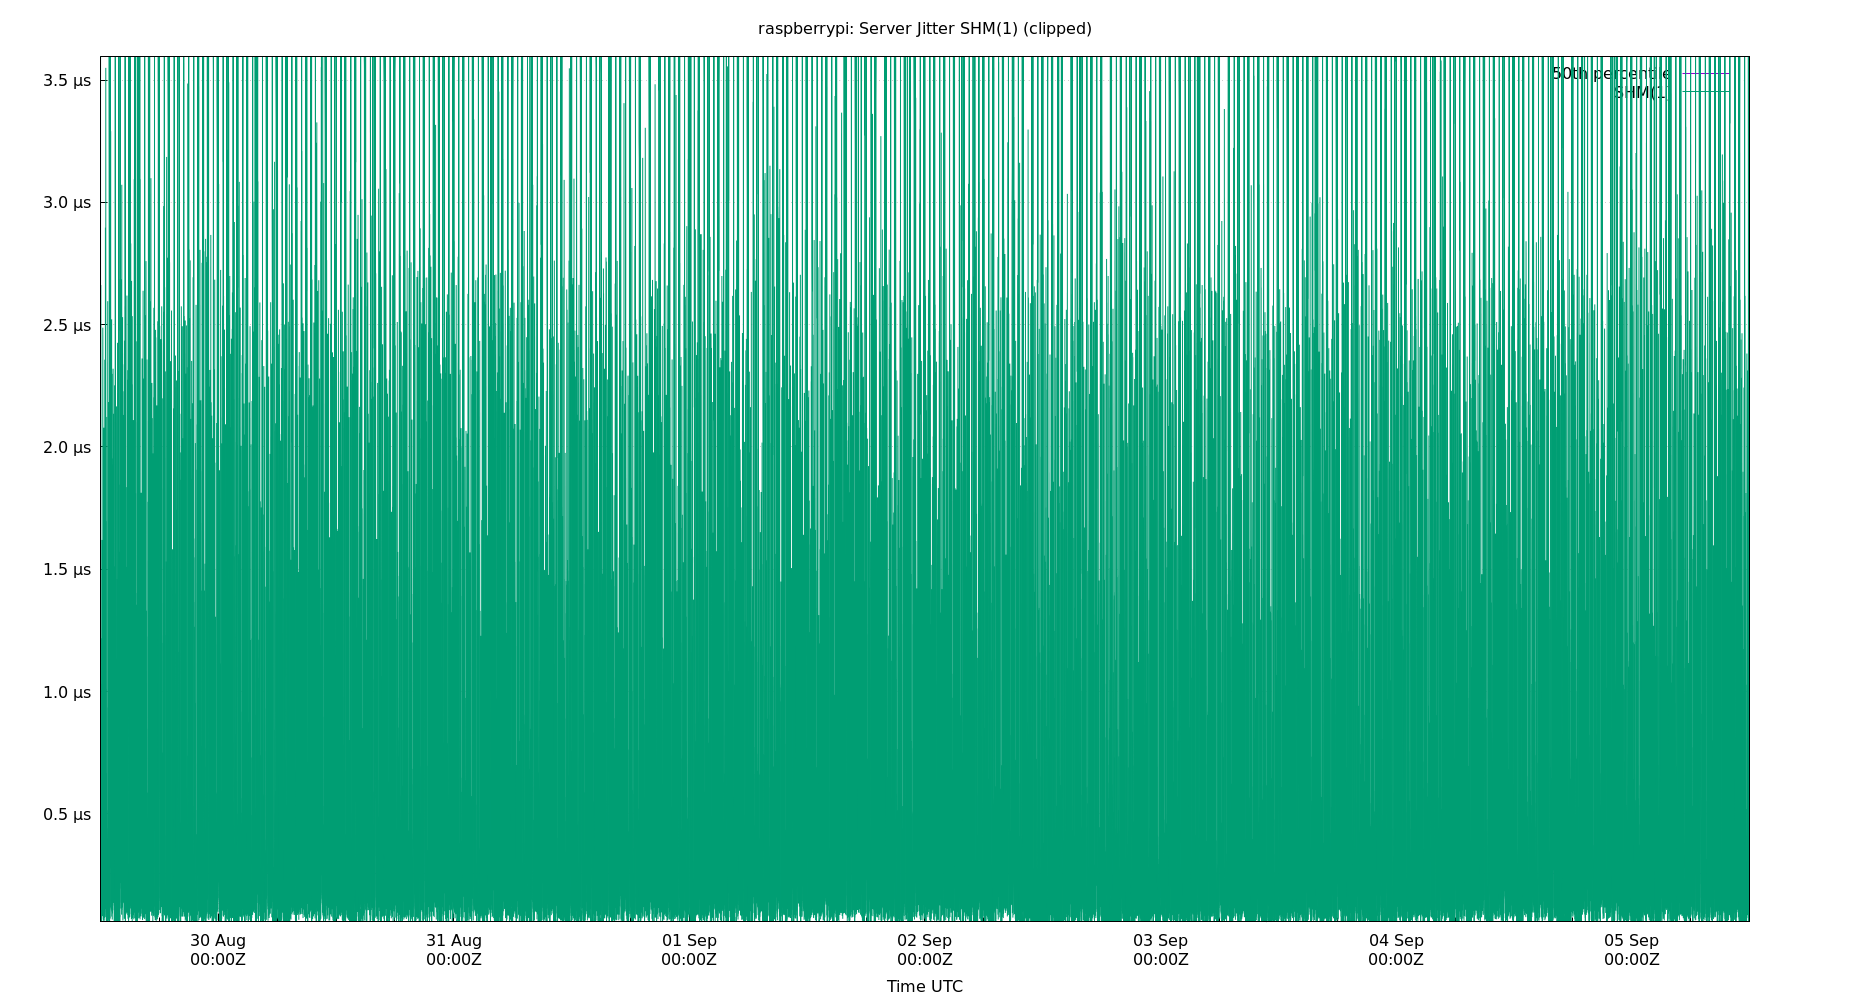 raspberrypi: Server Jitter SHM(1) (clipped)
3.5 µs
50th percentile
SHM(1)
3.0 µs
2.5 µs
2.0 µs
1.5 µs
1.0 µs
0.5 µs
30 Aug 31 Aug 01 Sep 02 Sep 03 Sep 04 Sep 05 Sep
00:00Z 00:00Z 00:00Z 00:00Z 00:00Z 00:00Z 00:00Z
Time UTC